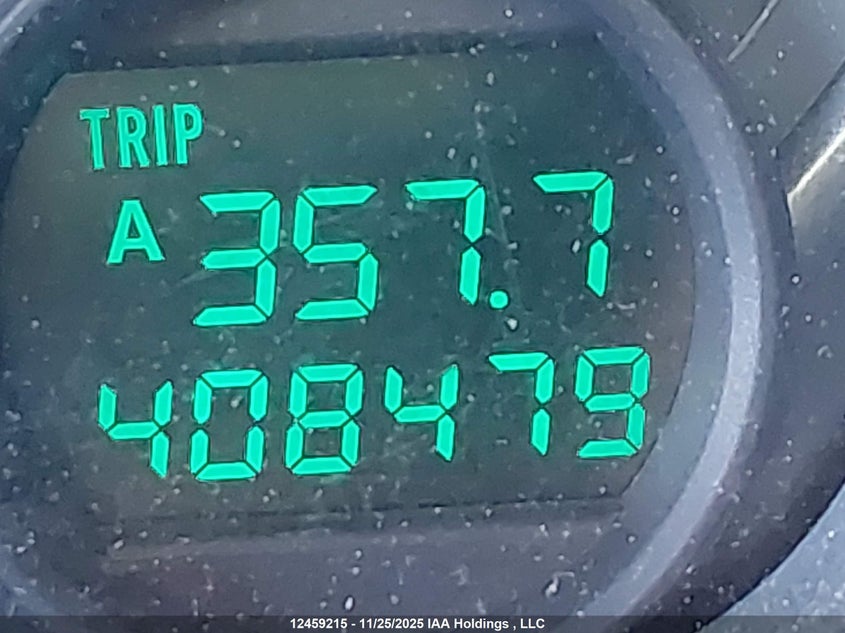 TRIP
A 357.7
408479
12459215 - 11/25/2025 IAA Holdings , LLC